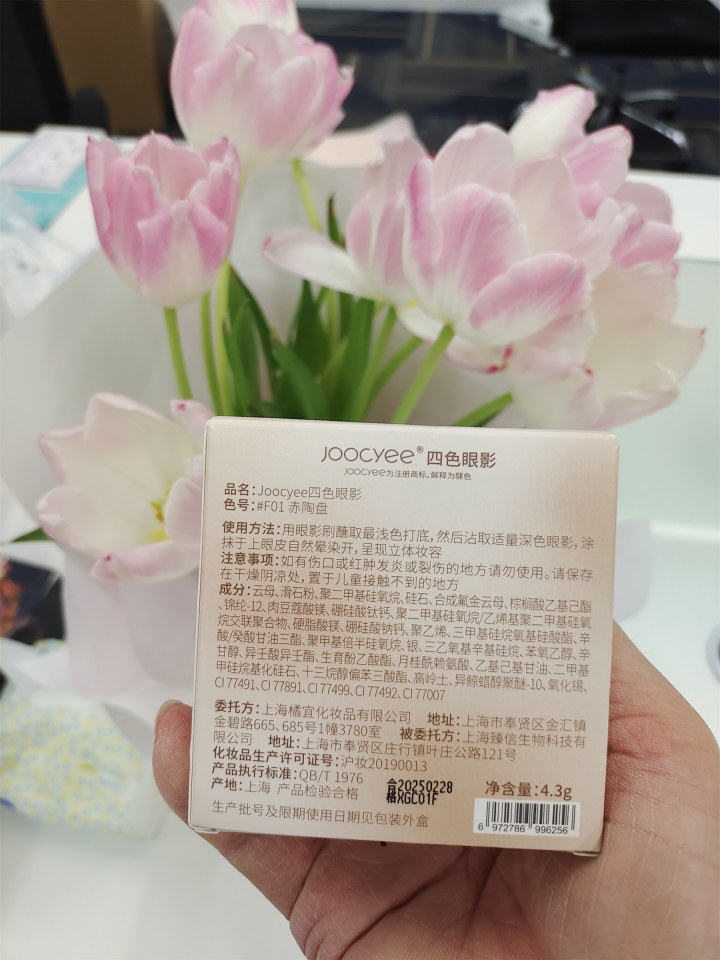 JOOCYEE® 四色眼影
JOOCYEE为注册商标,解释为酵色
品名:Joocyee四色眼影
色号:#F01 赤陶盘
使用方法:用眼影刷蘸取最浅色打底,然后沾取适量深色眼影,涂
抹于上眼皮自然晕染开,呈现立体妆容
注意事项:如有伤口或红肿发炎或裂伤的地方请勿使用。请保存
在干燥阴凉处,置于儿童接触不到的地方
成分:云母、滑石粉、聚二甲基硅氧烷、硅石、合成氟金云母、棕榈酸乙基己酯
、锦纶-12、肉豆蔻酸镁、硼硅酸钛钙、聚二甲基硅氧烷/乙烯基聚二甲基硅氧
烷交联聚合物、硬脂酸镁、硼硅酸钠钙、聚乙烯、三甲基硅烷氧基硅酸酯、辛
酸/癸酸甘油三酯、聚甲基倍半硅氧烷、银、三乙氧基辛基硅烷、苯氧乙醇、辛
甘醇、异壬酸异壬酯、生育酚乙酸酯、月桂酰赖氨酸、乙基己基甘油、二甲基
甲硅烷基化硅石、十三烷醇偏苯三酸酯、高岭土、异鲸蜡醇聚醚-10、氧化锡、
CI 77491、CI 77891、CI 77499、CI 77492、CI 77007
委托方:上海橘宜化妆品有限公司 地址:上海市奉贤区金汇镇
金碧路665、685号1幢3780室 被委托方:上海臻信生物科技有
限公司 地址:上海市奉贤区庄行镇叶庄公路121号
化妆品生产许可证号:沪妆20190013
产品执行标准:QB/T 1976
产地:上海 产品检验合格
合20250228
格XGC01F
净含量:4.3g
生产批号及限期使用日期见包装外盒
6 972786 996256